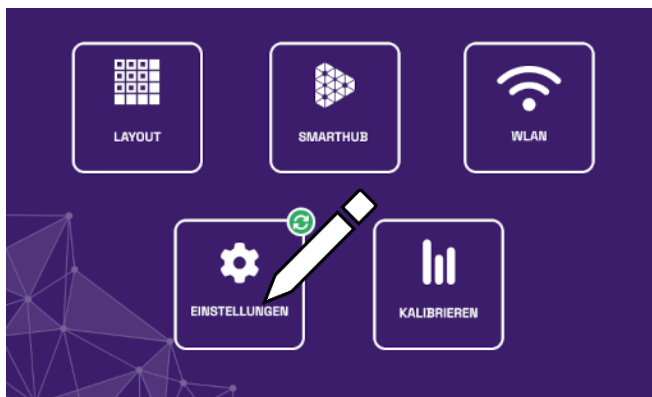 LAYOUT
SMARTHUB
WLAN
EINSTELLUNGEN
KALIBRIEREN